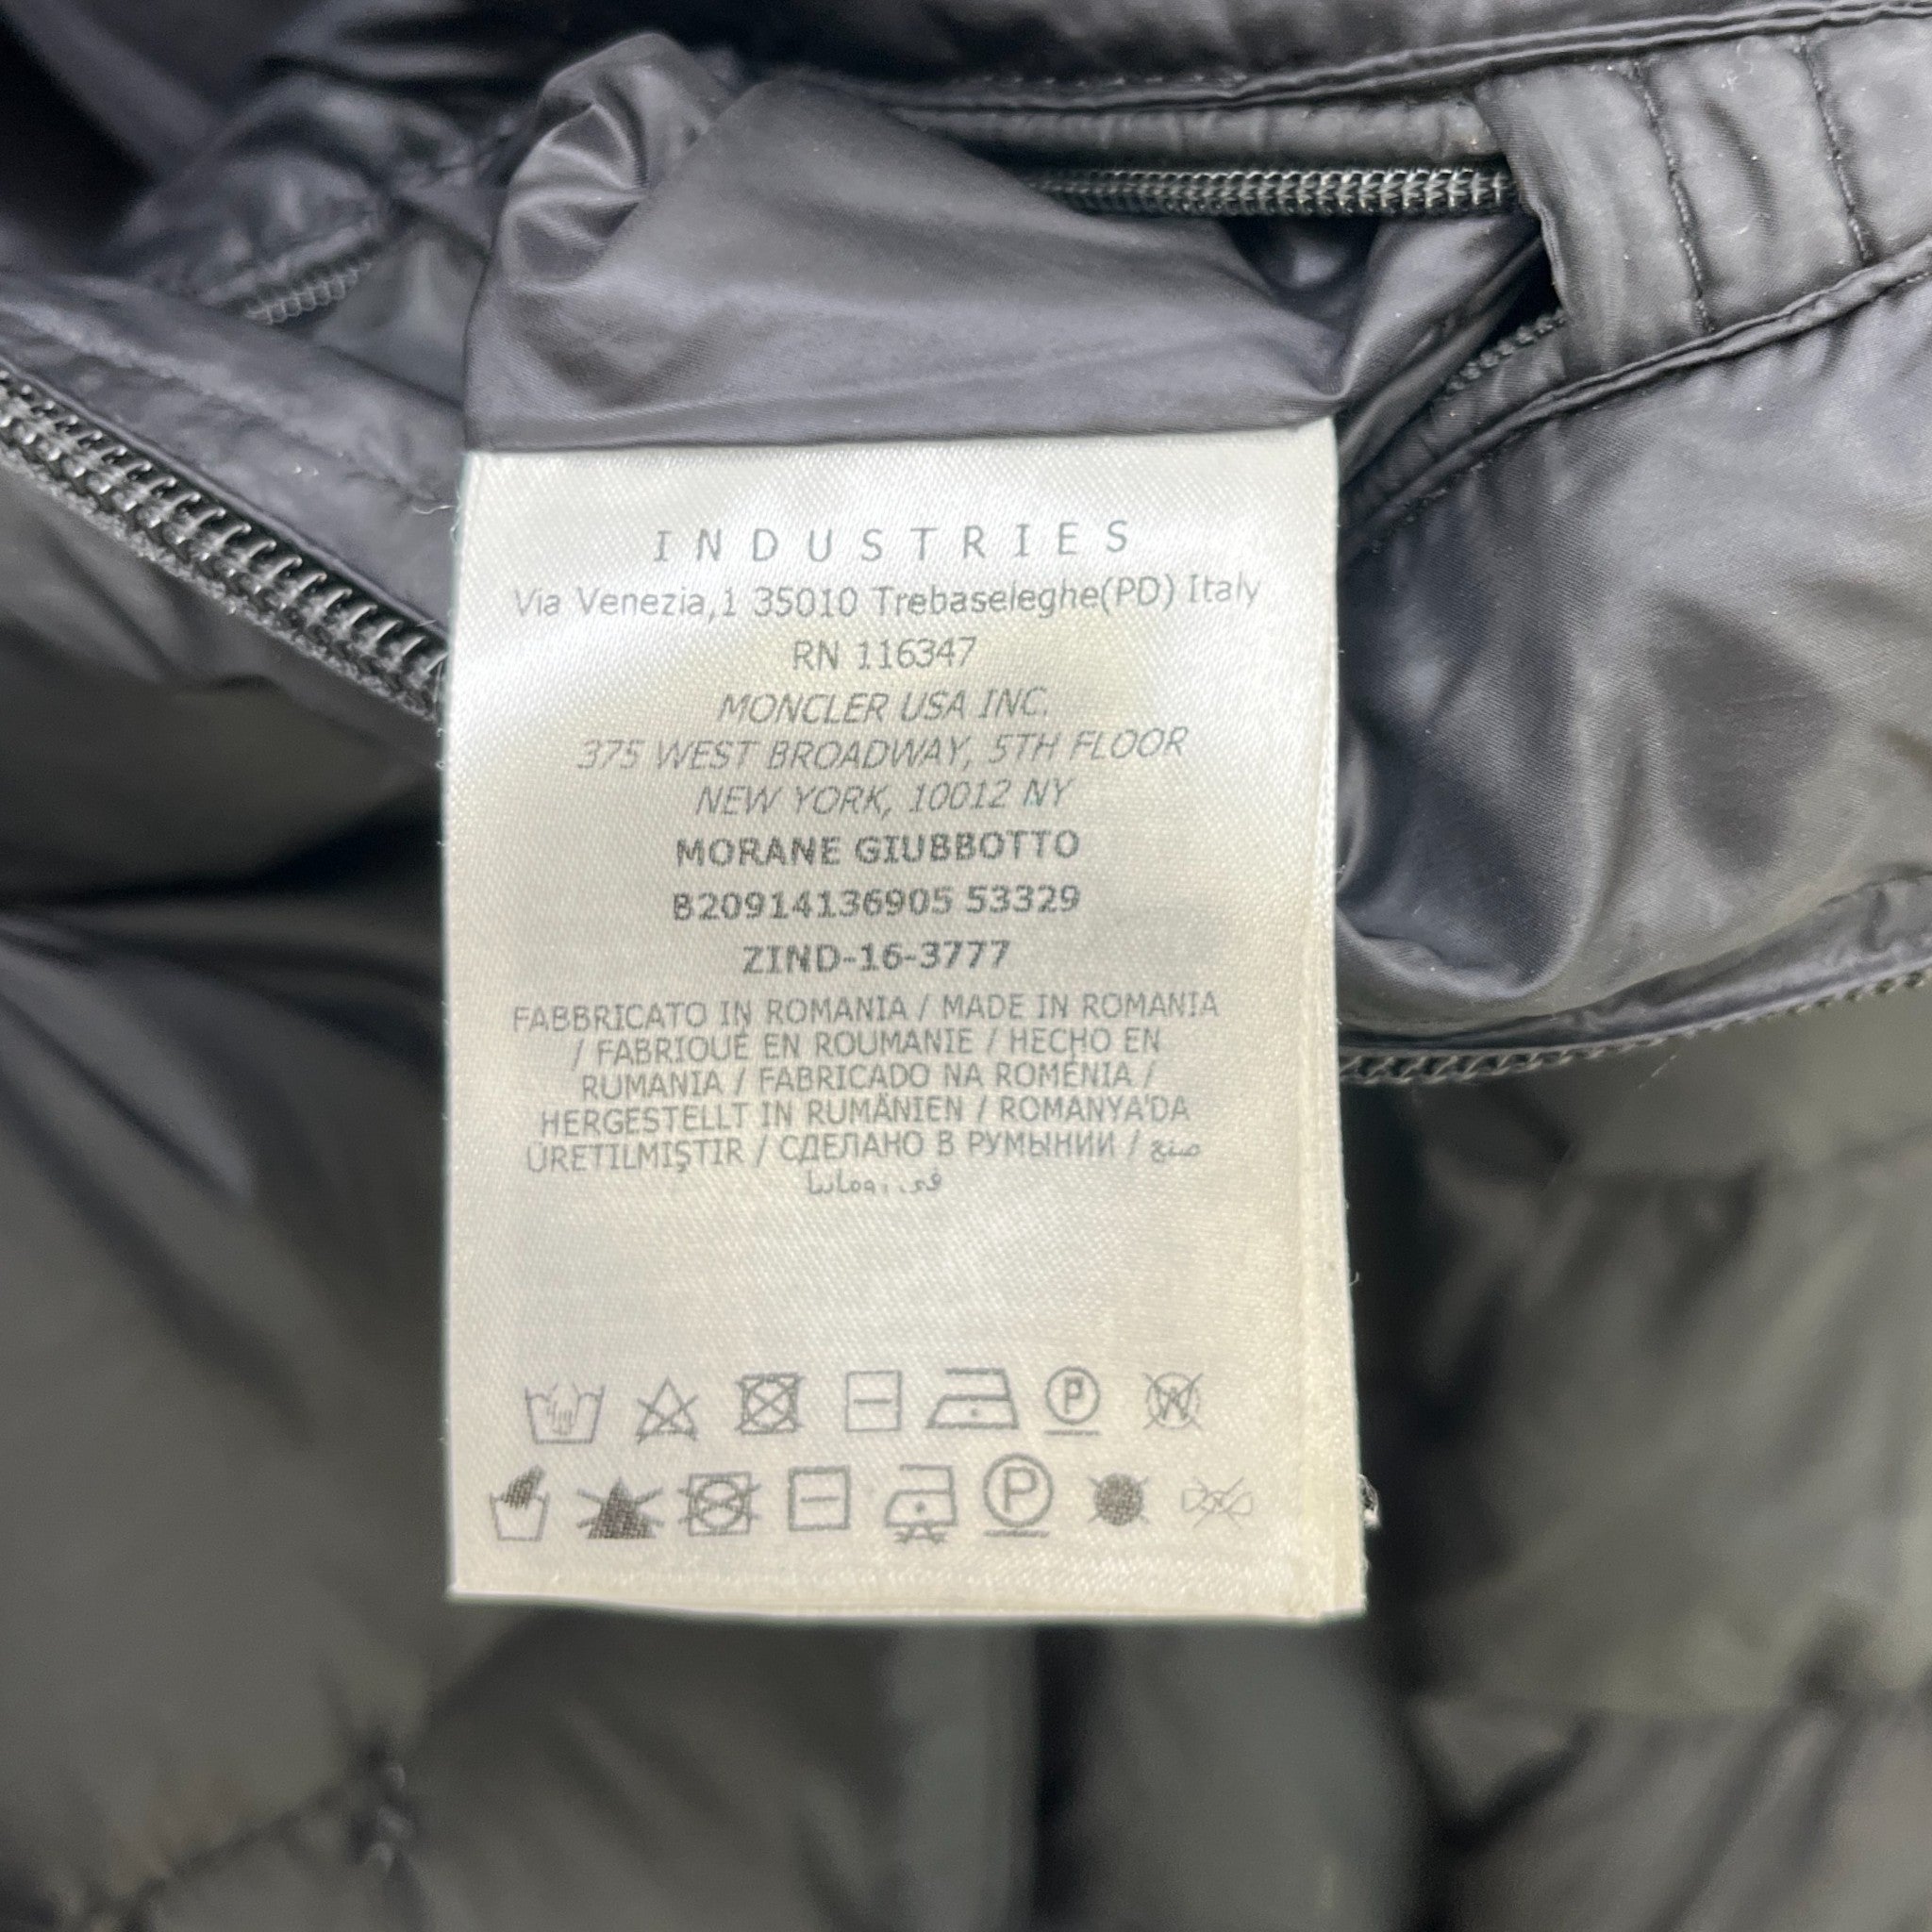 INDUSTRIES
Via Venezia,1 35010 Trebaseleghe(PD) Italy
RN 116347
MONCLER USA INC.
375 WEST BROADWAY, 5TH FLOOR
NEW YORK, 10012 NY
MORANE GIUBBOTTO
B20914136905 53329
ZIND-16-3777
FABBRICATO IN ROMANIA / MADE IN ROMANIA
/ FABRIQUÉ EN ROUMANIE / HECHO EN
RUMANIA / FABRICADO NA ROMÉNIA /
HERGESTELLT IN RUMÄNIEN / ROMANYA'DA
ÜRETILMIŞTIR / СДЕЛАНО В РУМЫНИИ / صنع
في رومانيا
P W
P